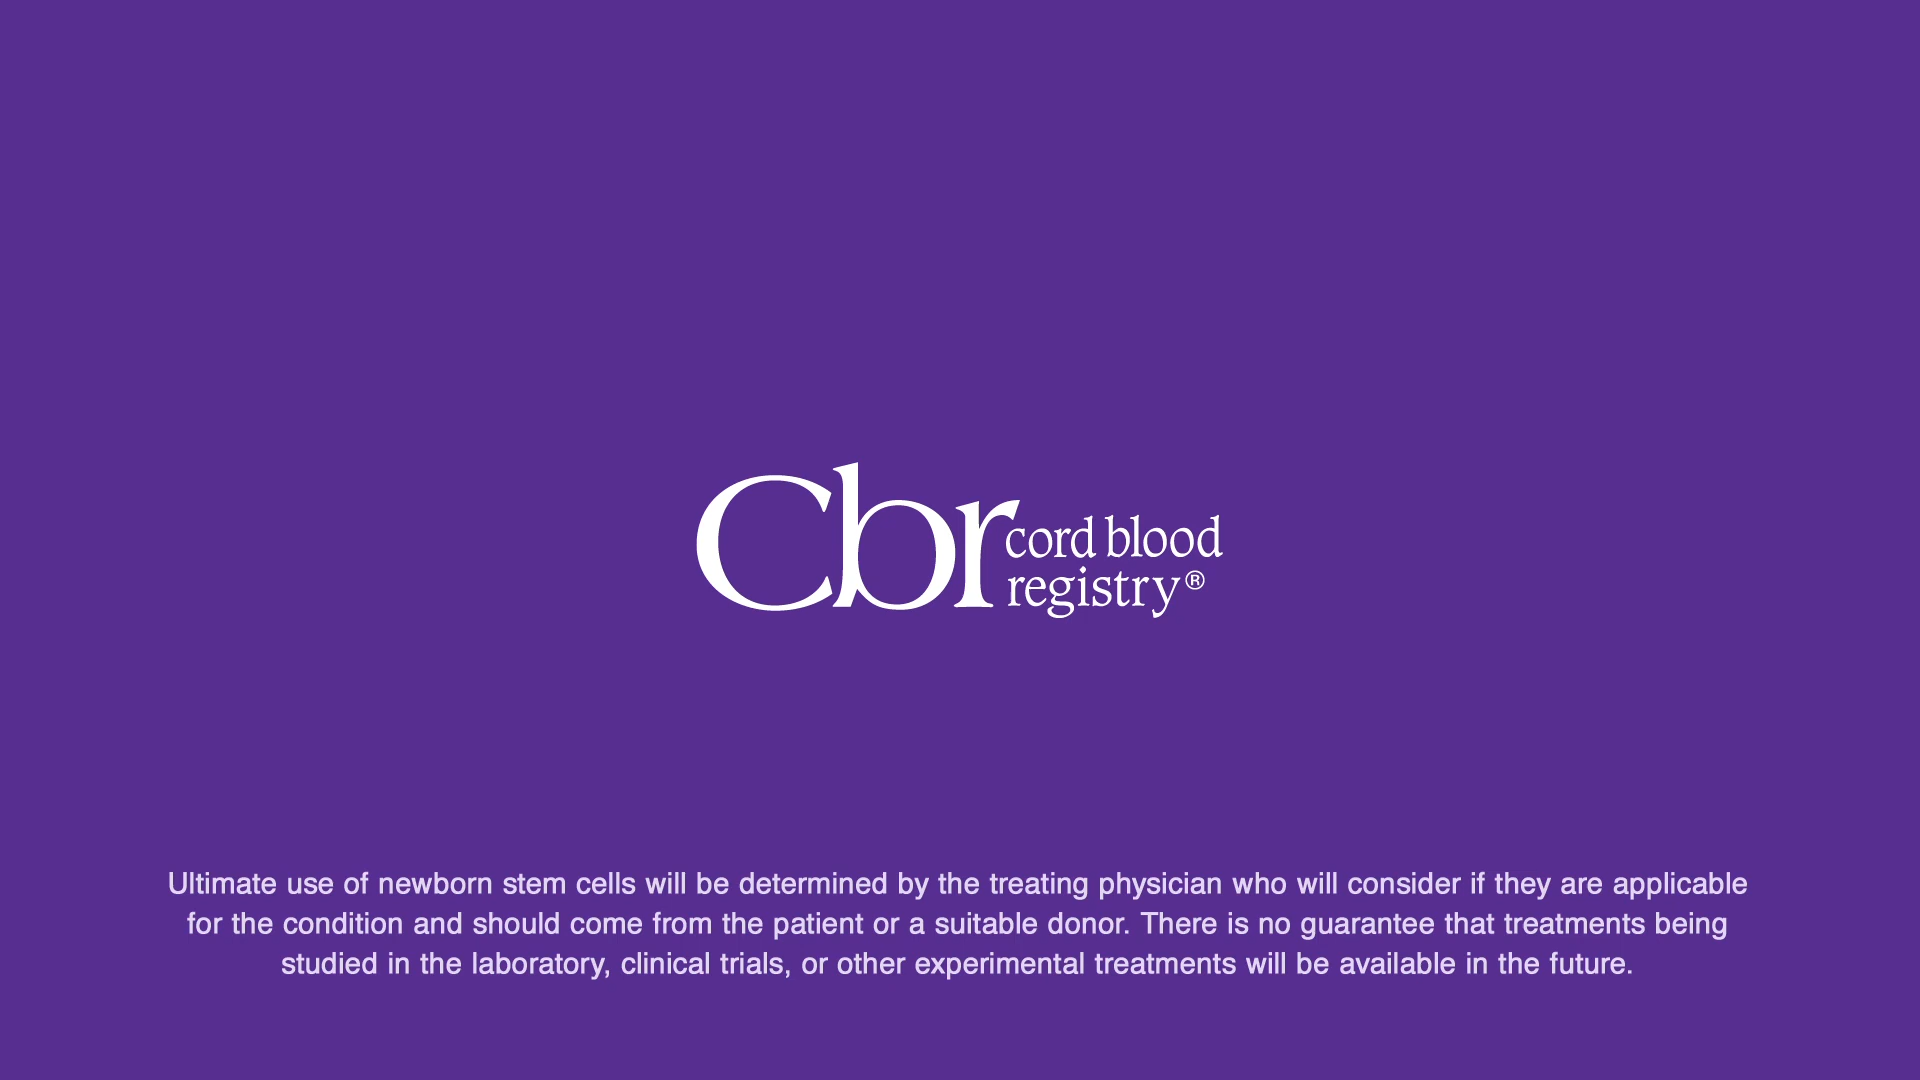 Cbr cord blood
registry®
Ultimate use of newborn stem cells will be determined by the treating physician who will consider if they are applicable
for the condition and should come from the patient or a suitable donor. There is no guarantee that treatments being
studied in the laboratory, clinical trials, or other experimental treatments will be available in the future.